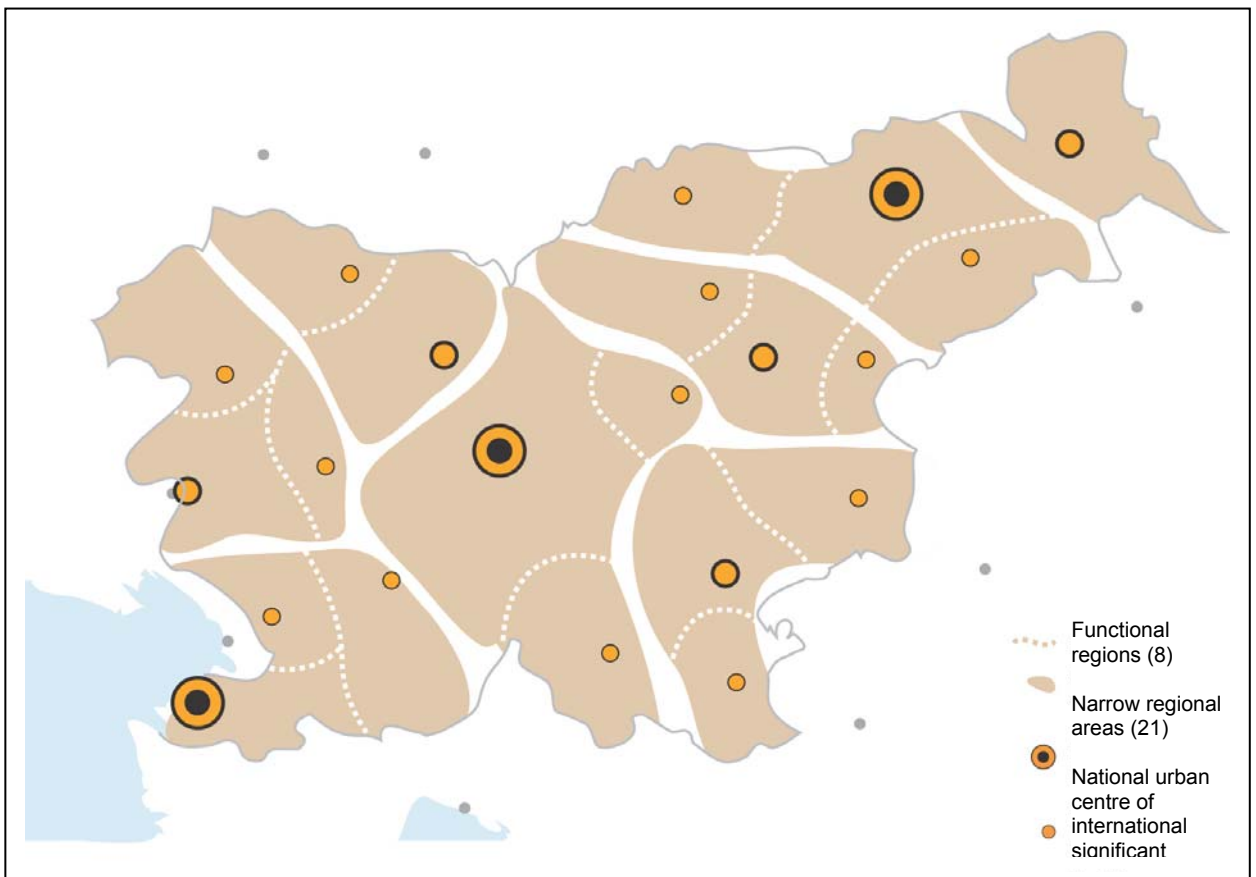 Functional
regions (8)
Narrow regional
areas (21)
National urban
centre of
international
significant